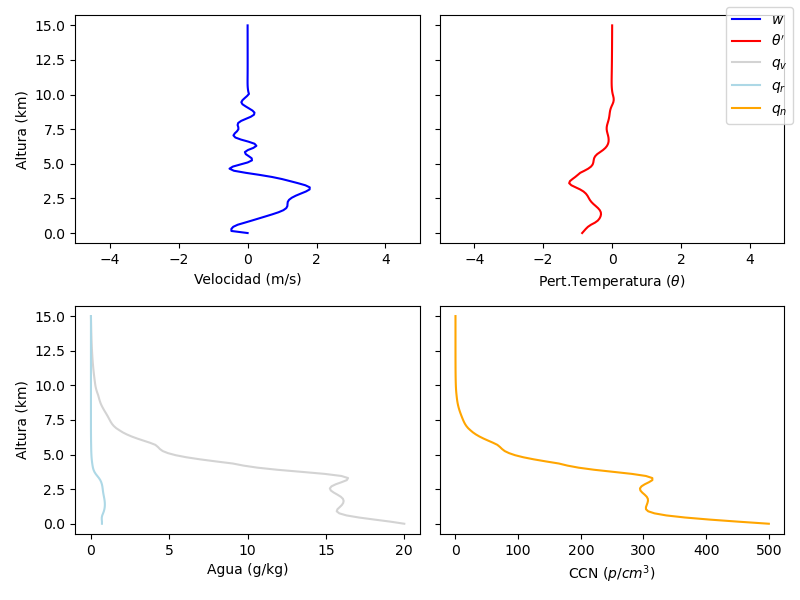 15.0
12.5
10.0
7.5
5.0
2.5
0.0
Altura (km)
−4 −2 0 2 4
Velocidad (m/s)
−4 −2 0 2 4
Pert.Temperatura (θ)
w
θ′
q_v
q_r
q_n
15.0
12.5
10.0
7.5
5.0
2.5
0.0
Altura (km)
0 5 10 15 20
Agua (g/kg)
0 100 200 300 400 500
CCN (p/cm³)